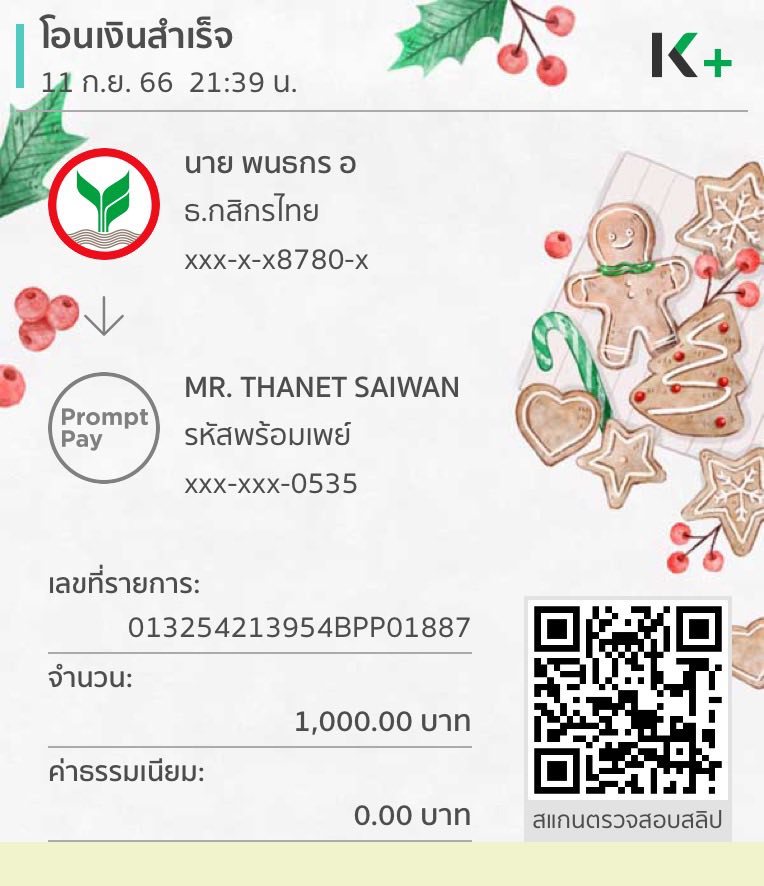 โอนเงินสำเร็จ
11 ก.ย. 66 21:39 น.
K+
นาย พนธกร อ
ธ.กสิกรไทย
xxx-x-x8780-x
Prompt
Pay
MR. THANET SAIWAN
รหัสพร้อมเพย์
xxx-xxx-0535
เลขที่รายการ:
013254213954BPP01887
จำนวน:
1,000.00 บาท
ค่าธรรมเนียม:
0.00 บาท
สแกนตรวจสอบสลิป